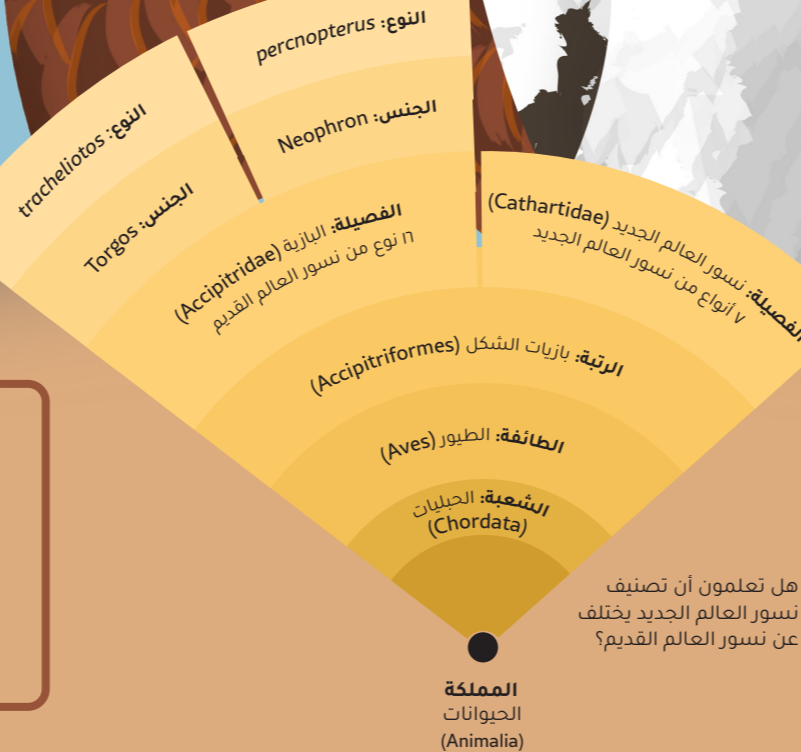 النوع: percnopterus
الجنس: Neophron
النوع: tracheliotos
الجنس: Torgos
الفصيلة: البازية (Accipitridae)
١٦ نوع من نسور العالم القديم
الفصيلة: نسور العالم الجديد (Cathartidae)
٧ أنواع من نسور العالم الجديد
الرتبة: بازيات الشكل (Accipitriformes)
الطائفة: الطيور (Aves)
الشعبة: الحبليات
(Chordata)
هل تعلمون أن تصنيف
نسور العالم الجديد يختلف
عن نسور العالم القديم؟
المملكة
الحيوانات
(Animalia)